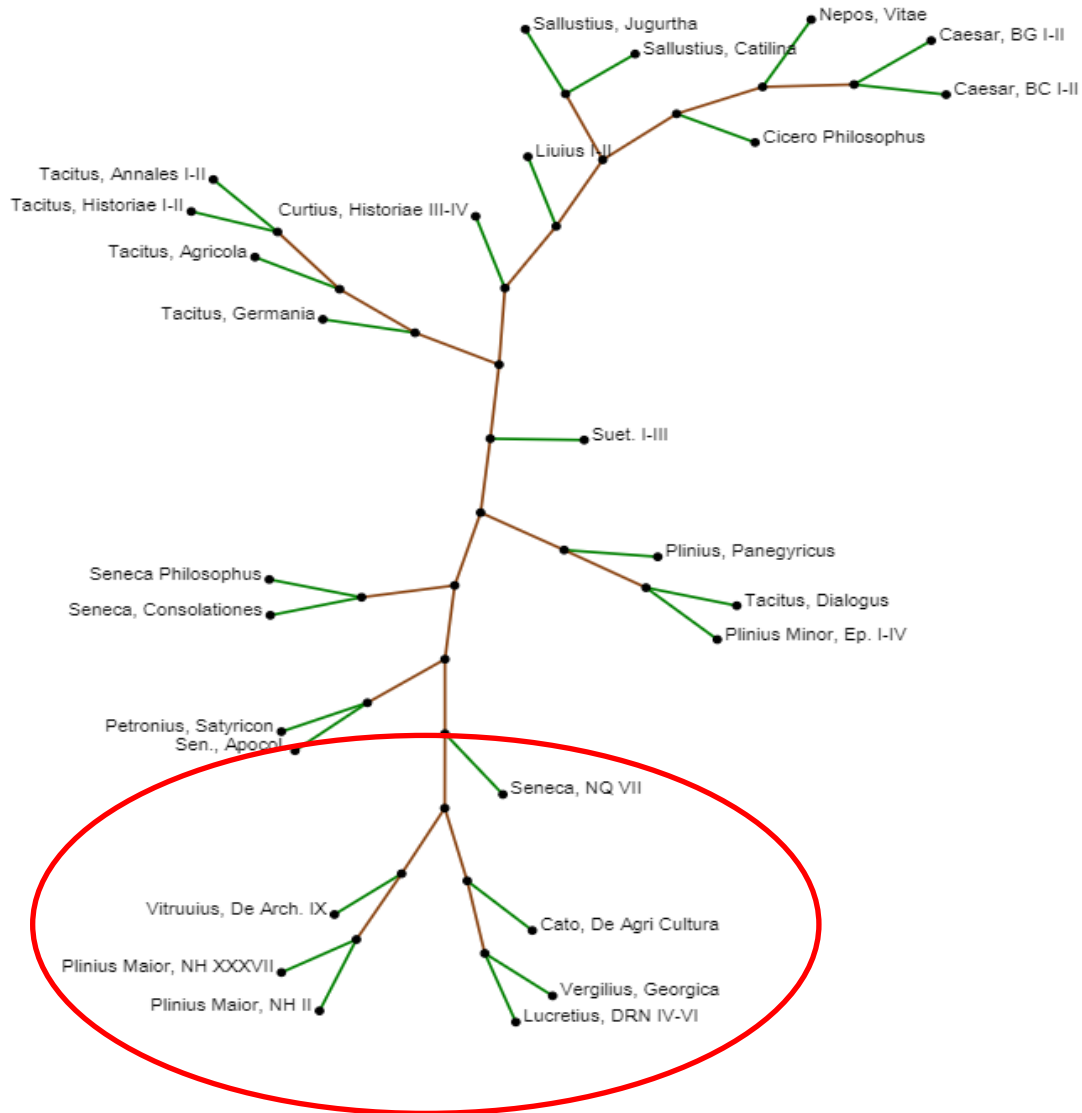 Nepos, Vitae
Sallustius, Jugurtha
Caesar, BG I-II
Sallustius, Catilina
Caesar, BC I-II
Cicero Philosophus
Liuius I-II
Tacitus, Annales I-II
Tacitus, Historiae I-II
Curtius, Historiae III-IV
Tacitus, Agricola
Tacitus, Germania
Suet. I-III
Plinius, Panegyricus
Seneca Philosophus
Tacitus, Dialogus
Seneca, Consolationes
Plinius Minor, Ep. I-IV
Petronius, Satyricon
Sen., Apocol
Seneca, NQ VII
Vitruuius, De Arch. IX
Cato, De Agri Cultura
Plinius Maior, NH XXXVII
Vergilius, Georgica
Plinius Maior, NH II
Lucretius, DRN IV-VI